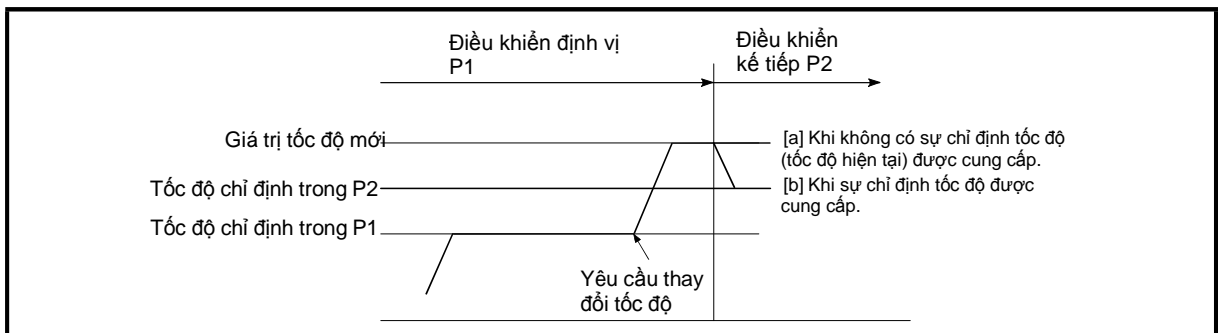 Điều khiển định vị
P1
Điều khiển
kế tiếp P2
Giá trị tốc độ mới
[a] Khi không có sự chỉ định tốc độ
(tốc độ hiện tại) được cung cấp.
Tốc độ chỉ định trong P2
[b] Khi sự chỉ định tốc độ được
cung cấp.
Tốc độ chỉ định trong P1
Yêu cầu thay
đổi tốc độ